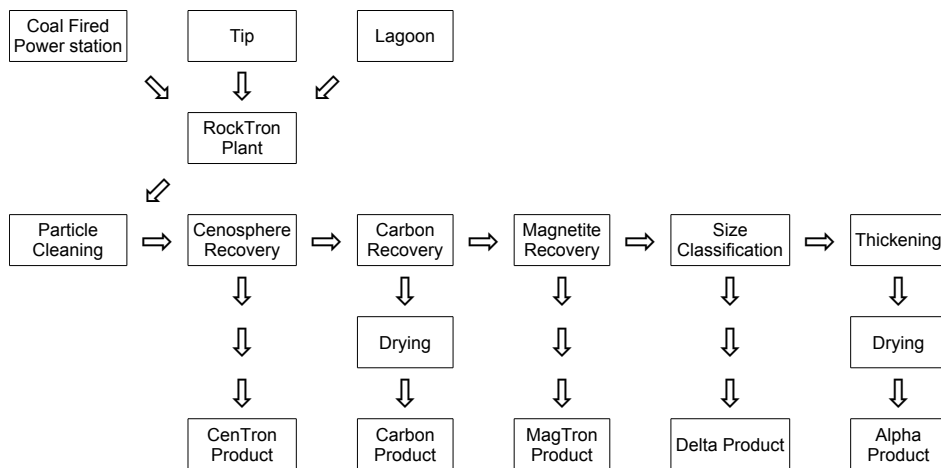 Coal Fired
Power station
Tip
Lagoon
RockTron
Plant
Particle
Cleaning
Cenosphere
Recovery
Carbon
Recovery
Magnetite
Recovery
Size
Classification
Thickening
Drying
Drying
CenTron
Product
Carbon
Product
MagTron
Product
Delta Product
Alpha
Product